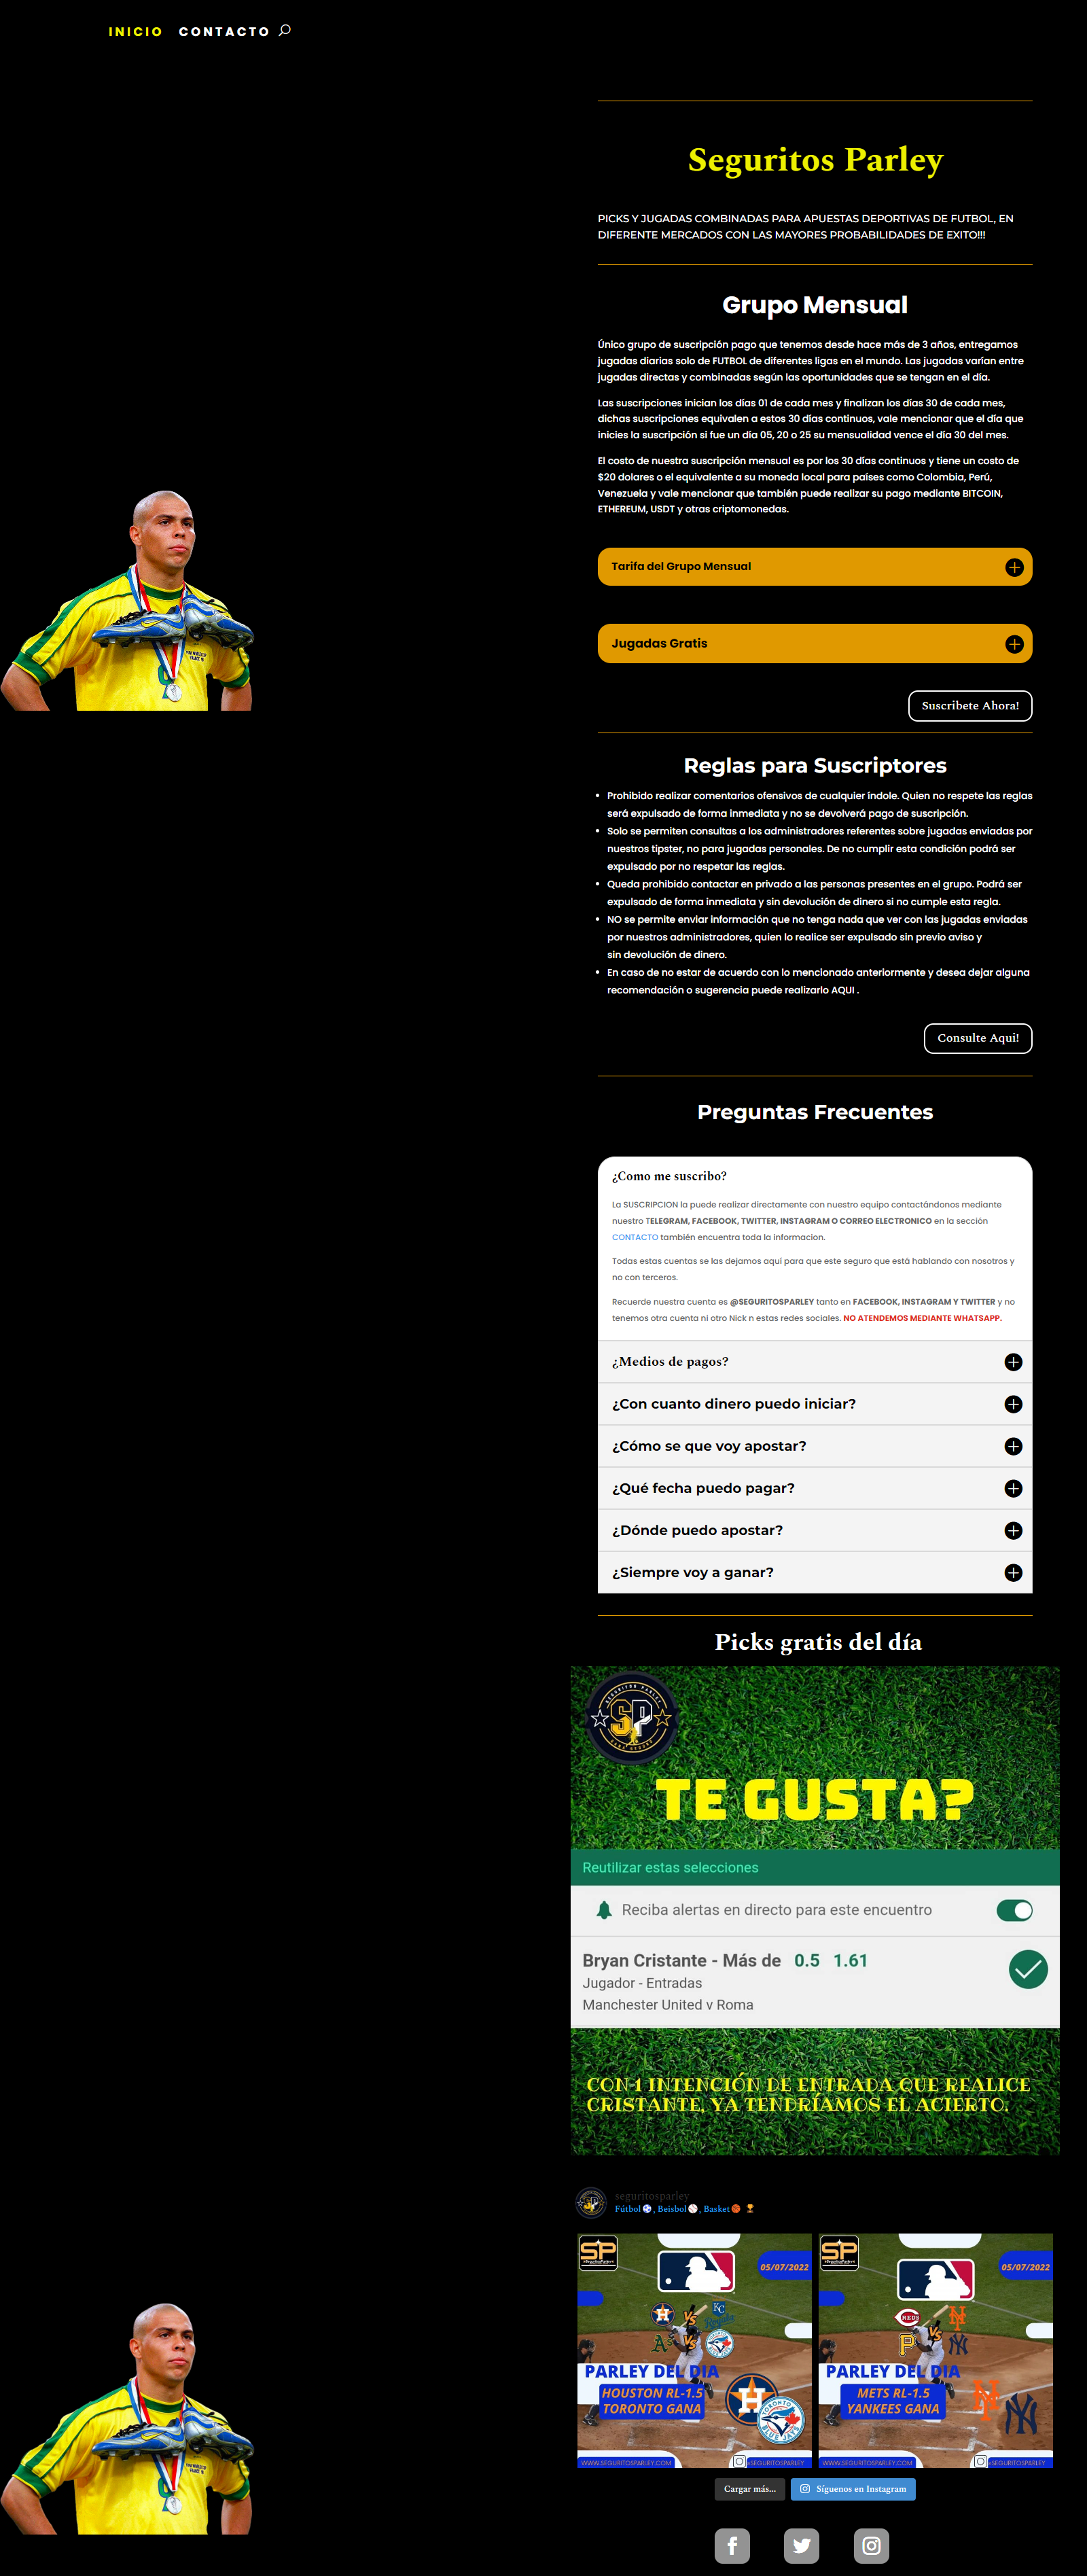 INICIO CONTACTO
Seguritos Parley
PICKS Y JUGADAS COMBINADAS PARA APUESTAS DEPORTIVAS DE FUTBOL, EN
DIFERENTE MERCADOS CON LAS MAYORES PROBABILIDADES DE EXITO!!!
Grupo Mensual
Único grupo de suscripción pago que tenemos desde hace más de 3 años, entregamos
jugadas diarias solo de FUTBOL de diferentes ligas en el mundo. Las jugadas varían entre
jugadas directas y combinadas según las oportunidades que se tengan en el día.
Las suscripciones inician los días 01 de cada mes y finalizan los días 30 de cada mes,
dichas suscripciones equivalen a estos 30 días continuos, vale mencionar que el día que
inicies la suscripción si fue un día 05, 20 o 25 su mensualidad vence el día 30 del mes.
El costo de nuestra suscripción mensual es por los 30 días continuos y tiene un costo de
$20 dolares o el equivalente a su moneda local para países como Colombia, Perú,
Venezuela y vale mencionar que también puede realizar su pago mediante BITCOIN,
ETHEREUM, USDT y otras criptomonedas.
Tarifa del Grupo Mensual
Jugadas Gratis
Suscribete Ahora!
Reglas para Suscriptores
Prohibido realizar comentarios ofensivos de cualquier índole. Quien no respete las reglas
será expulsado de forma inmediata y no se devolverá pago de suscripción.
Solo se permiten consultas a los administradores referentes sobre jugadas enviadas por
nuestros tipster, no para jugadas personales. De no cumplir esta condición podrá ser
expulsado por no respetar las reglas.
Queda prohibido contactar en privado a las personas presentes en el grupo. Podrá ser
expulsado de forma inmediata y sin devolución de dinero si no cumple esta regla.
NO se permite enviar información que no tenga nada que ver con las jugadas enviadas
por nuestros administradores, quien lo realice ser expulsado sin previo aviso y
sin devolución de dinero.
En caso de no estar de acuerdo con lo mencionado anteriormente y desea dejar alguna
recomendación o sugerencia puede realizarlo AQUI .
Consulte Aqui!
Preguntas Frecuentes
¿Como me suscribo?
La SUSCRIPCION la puede realizar directamente con nuestro equipo contactándonos mediante
nuestro TELEGRAM, FACEBOOK, TWITTER, INSTAGRAM O CORREO ELECTRONICO en la sección
CONTACTO también encuentra toda la informacion.
Todas estas cuentas se las dejamos aquí para que este seguro que está hablando con nosotros y
no con terceros.
Recuerde nuestra cuenta es @SEGURITOSPARLEY tanto en FACEBOOK, INSTAGRAM Y TWITTER y no
tenemos otra cuenta ni otro Nick n estas redes sociales. NO ATENDEMOS MEDIANTE WHATSAPP.
¿Medios de pagos?
¿Con cuanto dinero puedo iniciar?
¿Cómo se que voy apostar?
¿Qué fecha puedo pagar?
¿Dónde puedo apostar?
¿Siempre voy a ganar?
Picks gratis del día
SEGURITOS PARLEY
SP
TE GUSTA?
Reutilizar estas selecciones
Reciba alertas en directo para este encuentro
Bryan Cristante - Más de 0.5 1.61
Jugador - Entradas
Manchester United v Roma
CON 1 INTENCIÓN DE ENTRADA QUE REALICE
CRISTANTE, YA TENDRÍAMOS EL ACIERTO.
seguritosparley
Fútbol⚽, Beisbol⚾, Basket🏀 🏆
SP
05/07/2022
VS
VS
PARLEY DEL DIA
HOUSTON RL-1.5
TORONTO GANA
WWW.SEGURITOSPARLEY.COM
@SEGURITOSPARLEY
SP
05/07/2022
REDS
VS
PARLEY DEL DIA
METS RL-1.5
YANKEES GANA
WWW.SEGURITOSPARLEY.COM
@SEGURITOSPARLEY
Cargar más...
Síguenos en Instagram